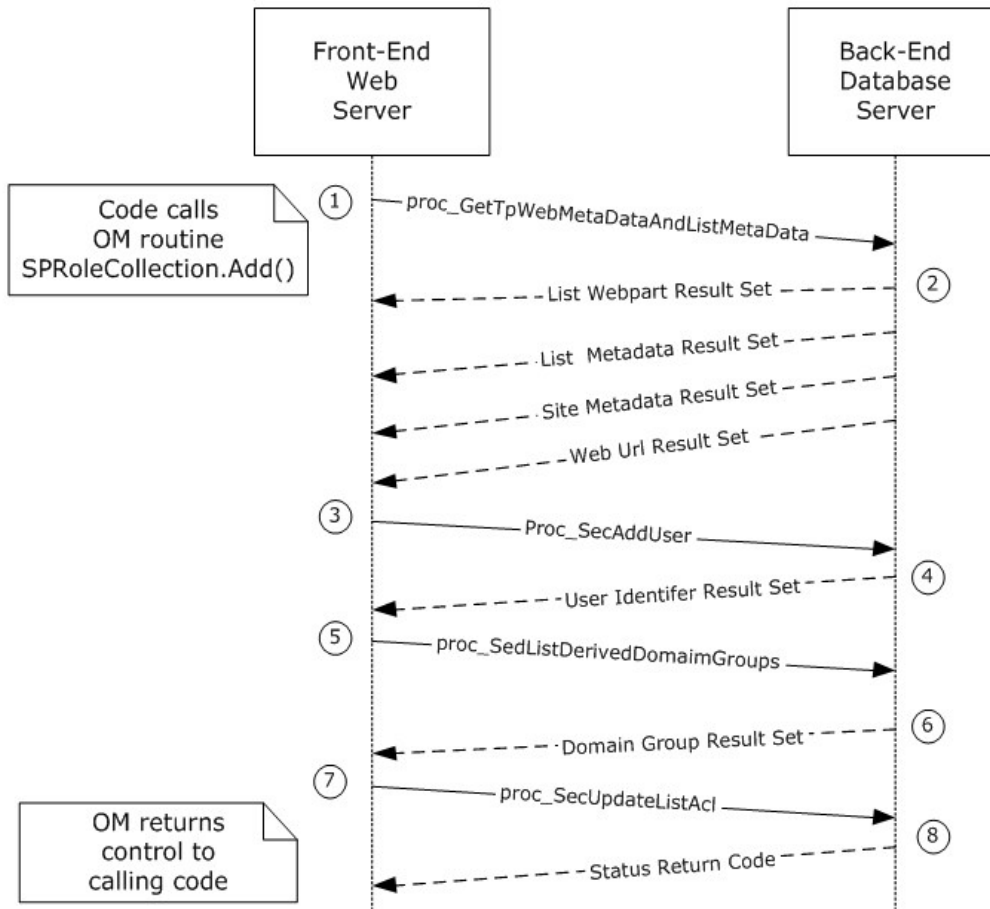 Front-End
Web
Server
Back-End
Database
Server
Code calls
OM routine
SPRoleCollection.Add()
1
proc_GetTpWebMetaDataAndListMetaData
2
List Webpart Result Set
List Metadata Result Set
Site Metadata Result Set
Web Url Result Set
3
Proc_SecAddUser
4
User Identifer Result Set
5
proc_SedListDerivedDomaimGroups
6
Domain Group Result Set
7
proc_SecUpdateListAcl
OM returns
control to
calling code
8
Status Return Code